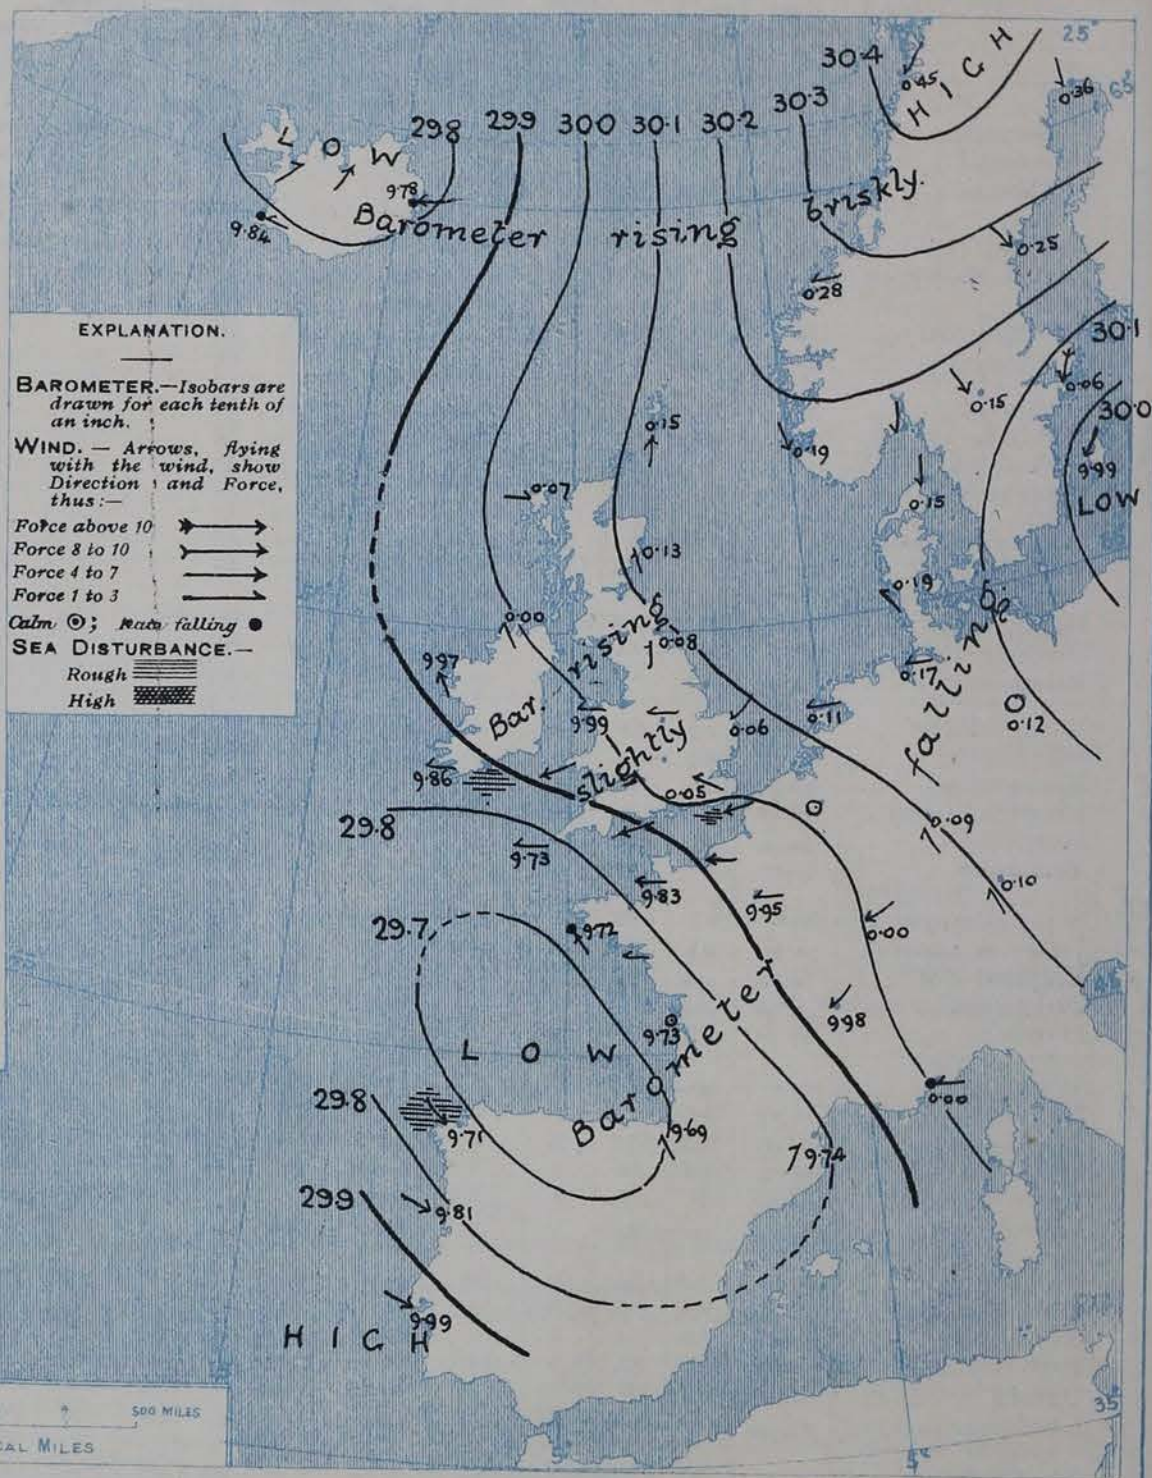 25°
30·4
H I G H
0·45
0·36
65°
30·3
29·8
29·9
30·0
30·1
30·2
L O W
9·78
9·84
Barometer rising briskly.
0·25
0·28
EXPLANATION.
BAROMETER.—Isobars are
drawn for each tenth of
an inch.
WIND. — Arrows, flying
with the wind, show
Direction and Force,
thus:—
Force above 10
Force 8 to 10
Force 4 to 7
Force 1 to 3
Calm ; Rain falling
SEA DISTURBANCE.—
Rough
High
30·1
0·06
30·0
0·15
0·15
0·19
9·99
LOW
0·07
0·15
0·13
0·19
0·00
0·08
Bar. rising slightly
9·97
0·17
falling
9·99
0·06
0·11
0·12
9·86
0·05
29·8
0·09
9·73
9·83
9·95
0·10
29·7
9·72
0·00
45
9·98
9·73
L O W
Barometer
29·8
0·00
9·71
9·69
9·74
29·9
9·81
9·99
H I G H
500 MILES
CAL MILES
5°
5°
35